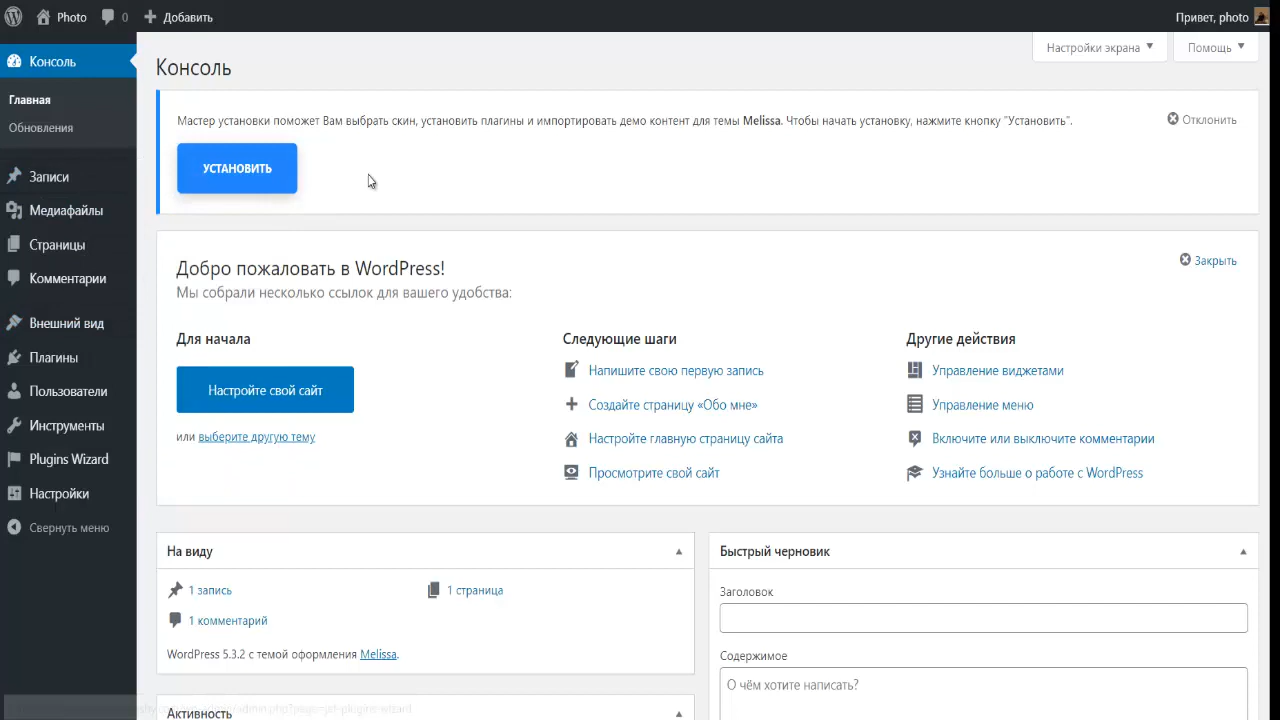 Photo
0
Добавить
Привет, photo
Консоль
Главная
Обновления
Записи
Медиафайлы
Страницы
Комментарии
Внешний вид
Плагины
Пользователи
Инструменты
Plugins Wizard
Настройки
Свернуть меню
Настройки экрана
Помощь
Консоль
Мастер установки поможет Вам выбрать скин, установить плагины и импортировать демо контент для темы Melissa. Чтобы начать установку, нажмите кнопку "Установить".
Отклонить
УСТАНОВИТЬ
Добро пожаловать в WordPress!
Закрыть
Мы собрали несколько ссылок для вашего удобства:
Для начала
Настройте свой сайт
или выберите другую тему
Следующие шаги
Напишите свою первую запись
Создайте страницу «Обо мне»
Настройте главную страницу сайта
Просмотрите свой сайт
Другие действия
Управление виджетами
Управление меню
Включите или выключите комментарии
Узнайте больше о работе с WordPress
На виду
1 запись
1 страница
1 комментарий
WordPress 5.3.2 с темой оформления Melissa.
Активность
Быстрый черновик
Заголовок
Содержимое
О чём хотите написать?